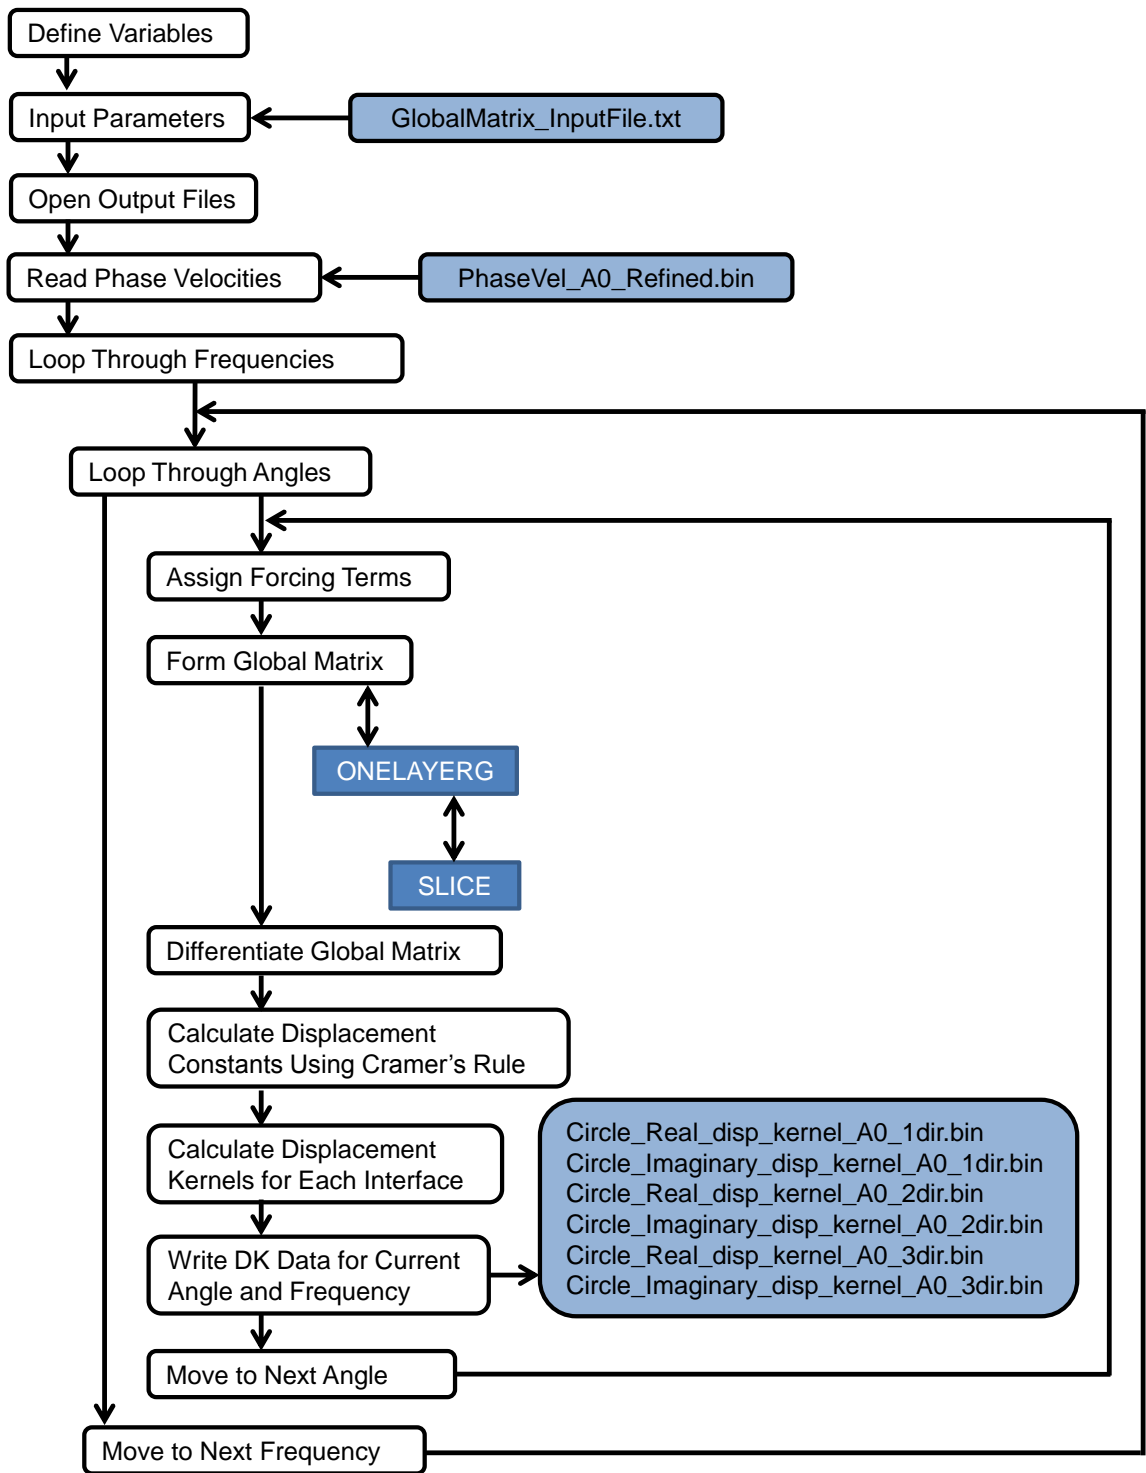 Define Variables
Input Parameters
GlobalMatrix_InputFile.txt
Open Output Files
Read Phase Velocities
PhaseVel_A0_Refined.bin
Loop Through Frequencies
Loop Through Angles
Assign Forcing Terms
Form Global Matrix
ONELAYERG
SLICE
Differentiate Global Matrix
Calculate Displacement
Constants Using Cramer's Rule
Calculate Displacement
Kernels for Each Interface
Circle_Real_disp_kernel_A0_1dir.bin
Circle_Imaginary_disp_kernel_A0_1dir.bin
Circle_Real_disp_kernel_A0_2dir.bin
Circle_Imaginary_disp_kernel_A0_2dir.bin
Circle_Real_disp_kernel_A0_3dir.bin
Circle_Imaginary_disp_kernel_A0_3dir.bin
Write DK Data for Current
Angle and Frequency
Move to Next Angle
Move to Next Frequency